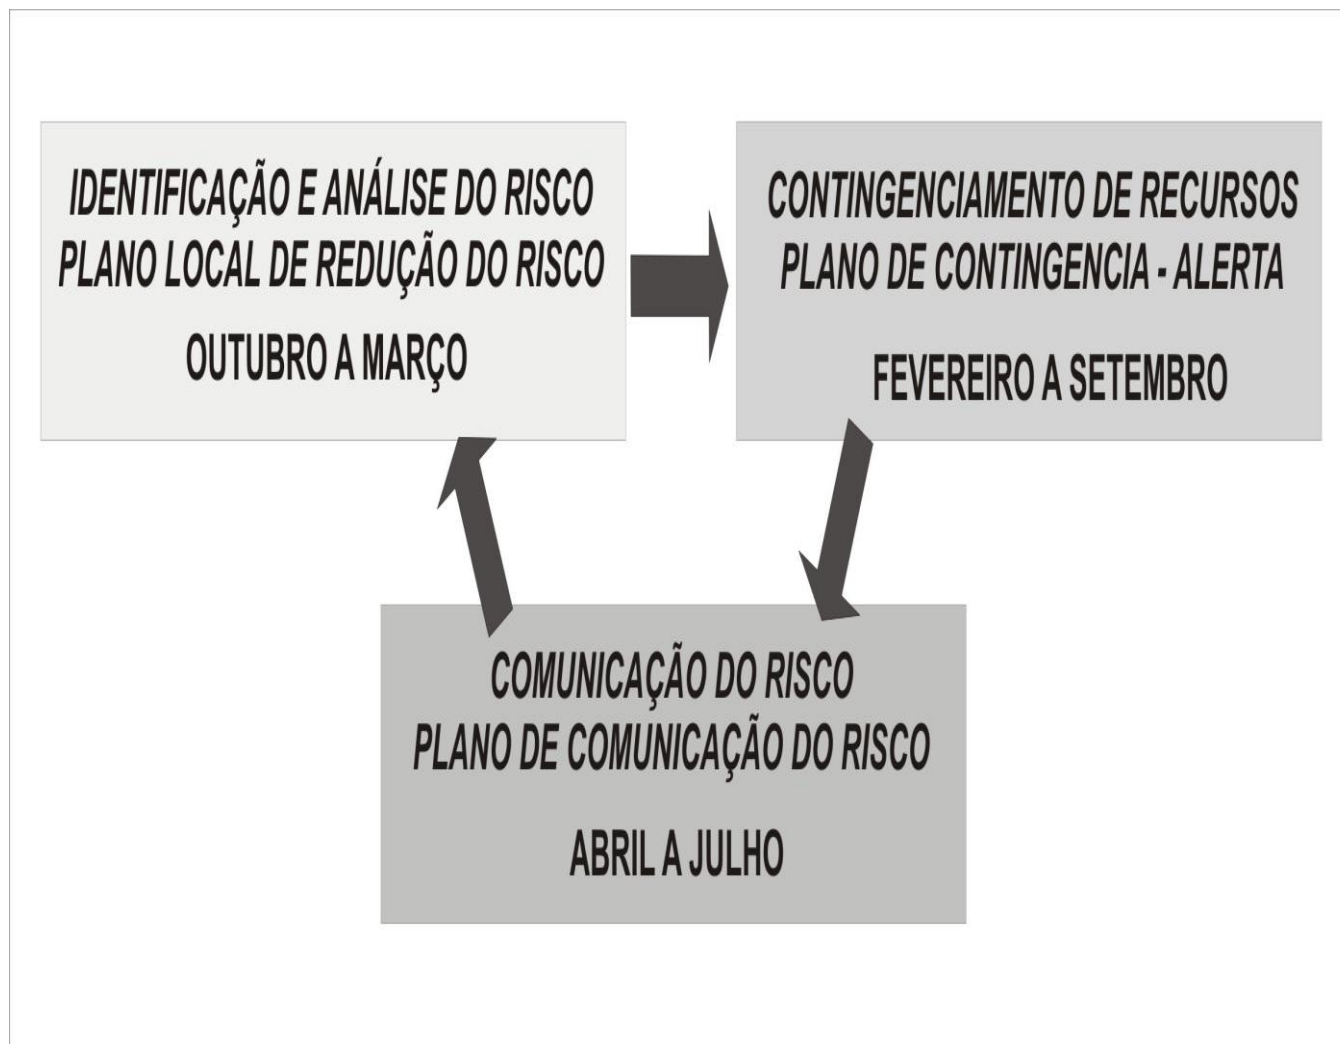 IDENTIFICAÇÃO E ANÁLISE DO RISCO
PLANO LOCAL DE REDUÇÃO DO RISCO
OUTUBRO A MARÇO
CONTINGENCIAMENTO DE RECURSOS
PLANO DE CONTINGENCIA - ALERTA
FEVEREIRO A SETEMBRO
COMUNICAÇÃO DO RISCO
PLANO DE COMUNICAÇÃO DO RISCO
ABRIL A JULHO